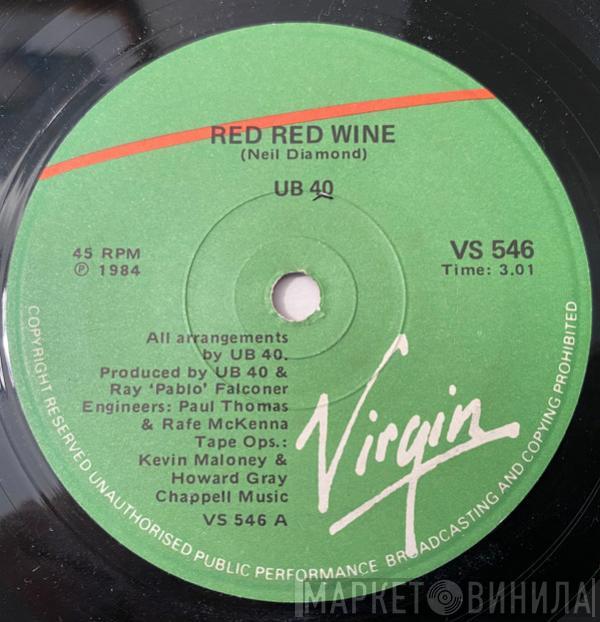 RED RED WINE
(Neil Diamond)
UB 40
45 RPM
℗ 1984
VS 546
Time: 3.01
All arrangements
by UB 40.
Produced by UB 40 &
Ray ‘Pablo’ Falconer
Engineers: Paul Thomas
& Rafe McKenna
Tape Ops.:
Kevin Maloney &
Howard Gray
Chappell Music
VS 546 A
Virgin
COPYRIGHT RESERVED UNAUTHORISED PUBLIC PERFORMANCE BROADCASTING AND COPYING PROHIBITED
МАРКЕТ ВИНИЛА